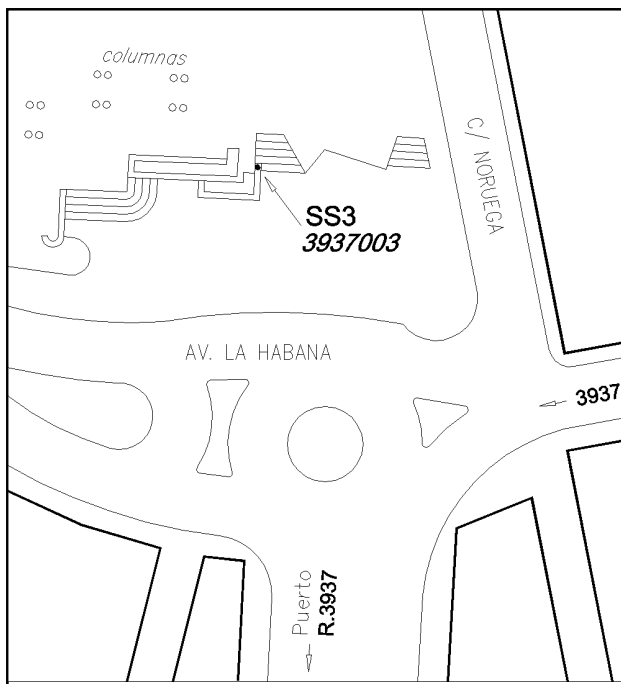 columnas
C/ NORUEGA
SS3
3937003
AV. LA HABANA
3937
Puerto
R.3937